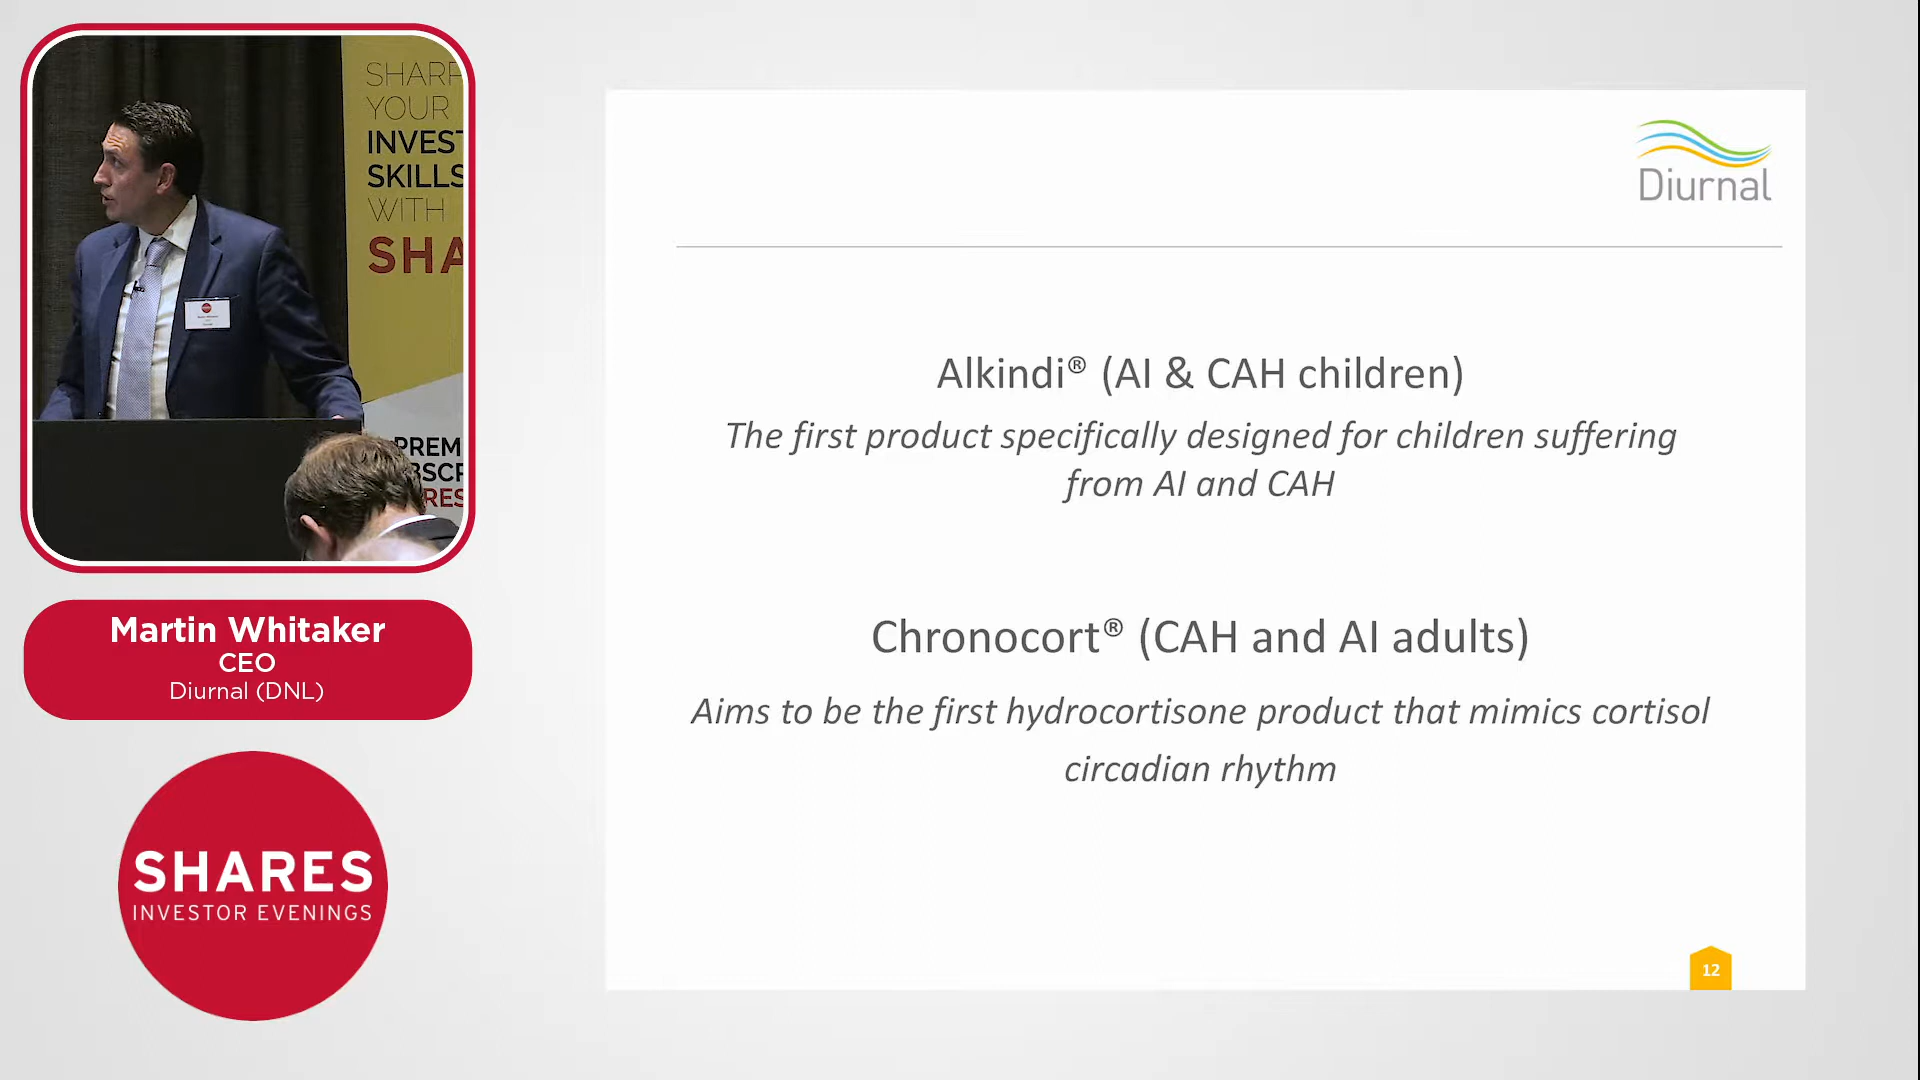 SHARE
YOUR
INVEST
SKILLS
WITH
SHA
PREM
BSCR
RES
Martin Whitaker
CEO
Diurnal (DNL)
SHARES
INVESTOR EVENINGS
Diurnal
Alkindi® (AI & CAH children)
The first product specifically designed for children suffering
from AI and CAH
Chronocort® (CAH and AI adults)
Aims to be the first hydrocortisone product that mimics cortisol
circadian rhythm
12